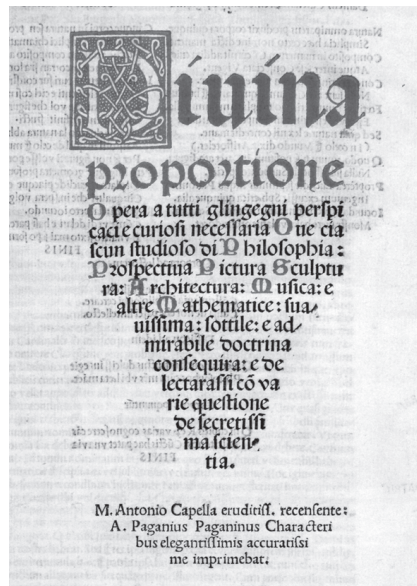 Diuina
proportione
Opera a tutti glingegni perspi
caci e curiosi necessaria Oue cia
scun studioso di Philosophia:
Prospectiua Pictura Sculptu
ra: Architectura: Musica: e
altre Mathematice: sua
uissima: sottile: e ad
mirabile doctrina
consequira: e de
lectarassi cõ va
rie questione
de secretissi
ma scien
tia.
M. Antonio Capella eruditiss. recensente:
A. Paganius Paganinus Characteri
bus elegantissimis accuratissi
me imprimebat.